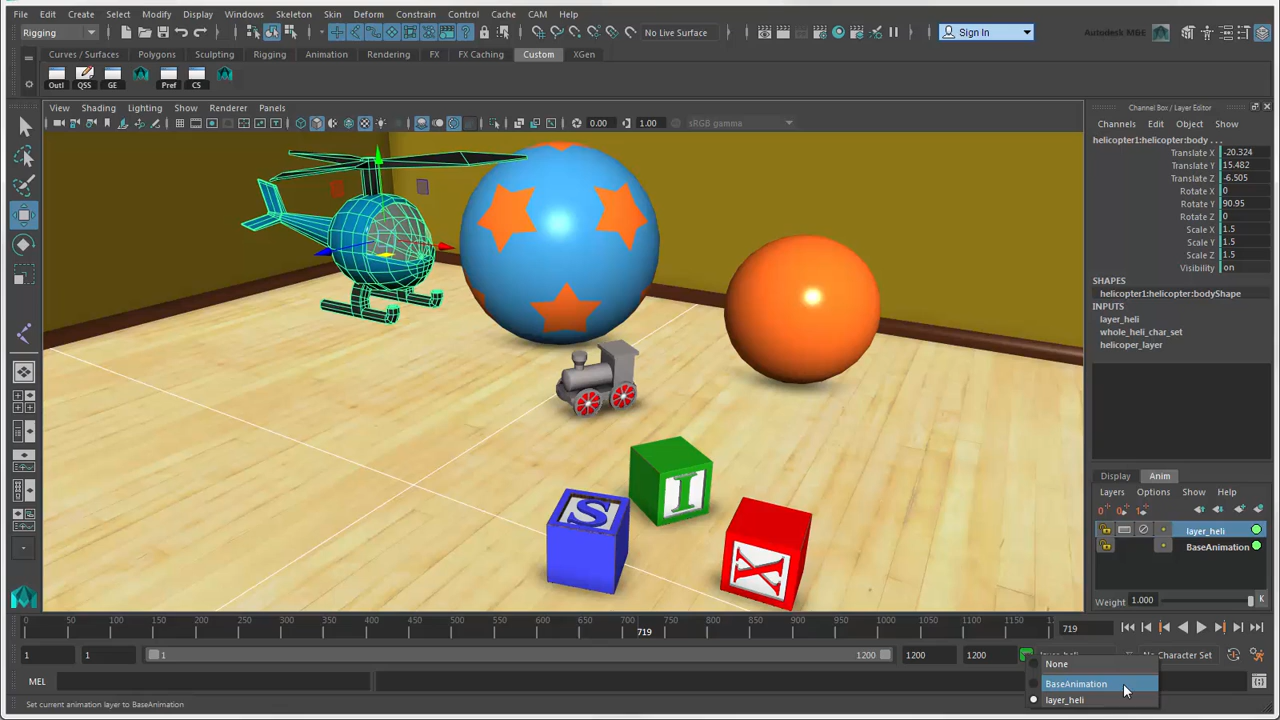 File Edit Create Select Modify Display Windows Skeleton Skin Deform Constrain Control Cache CAM Help
Rigging No Live Surface Sign In Autodesk MBE
Curves / Surfaces Polygons Sculpting Rigging Animation Rendering FX FX Caching Custom XGen
Outl QSS GE Pref CS
View Shading Lighting Show Renderer Panels
0.00 1.00 sRGB gamma
Channel Box / Layer Editor
Channels Edit Object Show
helicopter1:helicopter:body . . .
Translate X -20.324
Translate Y 15.482
Translate Z -6.505
Rotate X 0
Rotate Y 90.95
Rotate Z 0
Scale X 1.5
Scale Y 1.5
Scale Z 1.5
Visibility on
SHAPES
helicopter1:helicopter:bodyShape
INPUTS
layer_heli
whole_heli_char_set
helicoper_layer
S
I
X
Display Anim
Layers Options Show Help
layer_heli
BaseAnimation
Weight 1.000 K
0 50 100 150 200 250 300 350 400 450 500 550 600 650 700 750 800 850 900 950 1000 1050 1100 1150 12
719 719
1 1 1 1200 1200 1200 No Character Set
None
BaseAnimation
layer_heli
MEL
Set current animation layer to BaseAnimation